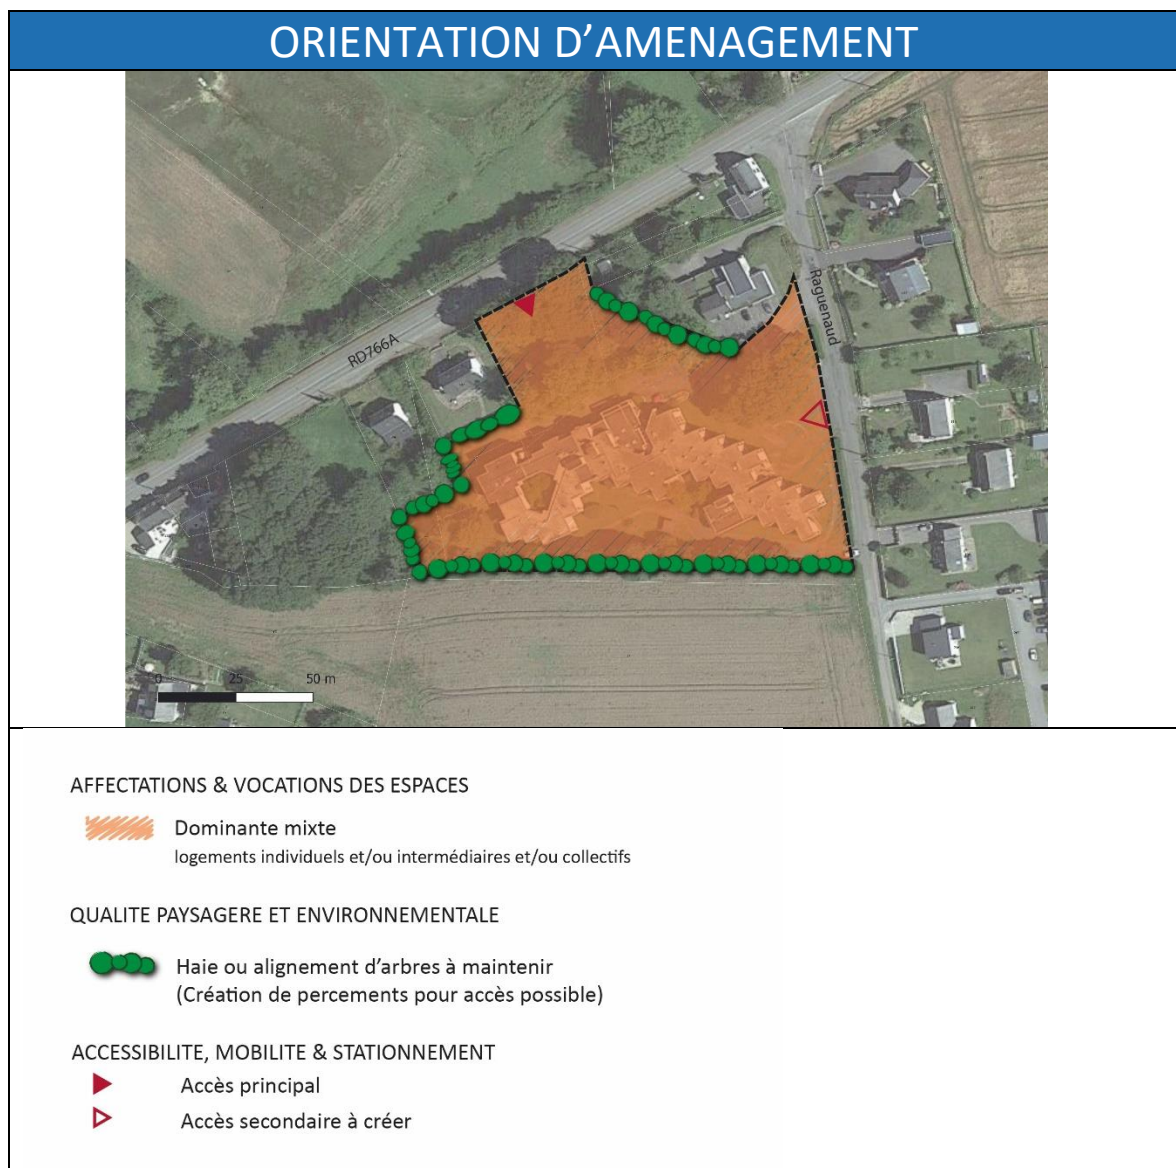 ORIENTATION D’AMENAGEMENT
Raguenaud
RD766A
0 25 50 m
AFFECTATIONS & VOCATIONS DES ESPACES
Dominante mixte
logements individuels et/ou intermédiaires et/ou collectifs
QUALITE PAYSAGERE ET ENVIRONNEMENTALE
Haie ou alignement d’arbres à maintenir
(Création de percements pour accès possible)
ACCESSIBILITE, MOBILITE & STATIONNEMENT
Accès principal
Accès secondaire à créer